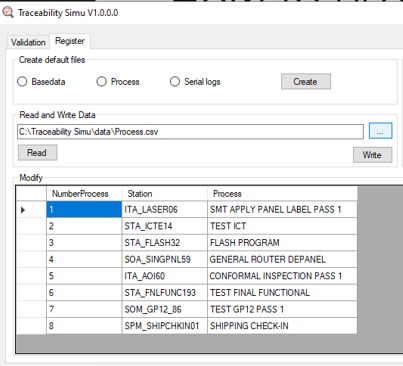 Traceability Simu V1.0.0.0
Validation Register
Create default files
Basedata Process Serial logs Create
Read and Write Data
C:\Traceability Simu\data\Process.csv ...
Read Write
Modify
NumberProcess Station Process
1 ITA_LASER06 SMT APPLY PANEL LABEL PASS 1
2 STA_ICTE14 TEST ICT
3 STA_FLASH32 FLASH PROGRAM
4 SOA_SINGPNL59 GENERAL ROUTER DEPANEL
5 ITA_AOI60 CONFORMAL INSPECTION PASS 1
6 STA_FNLFUNC193 TEST FINAL FUNCTIONAL
7 SOM_GP12_86 TEST GP12 PASS 1
8 SPM_SHIPCHKIN01 SHIPPING CHECK-IN